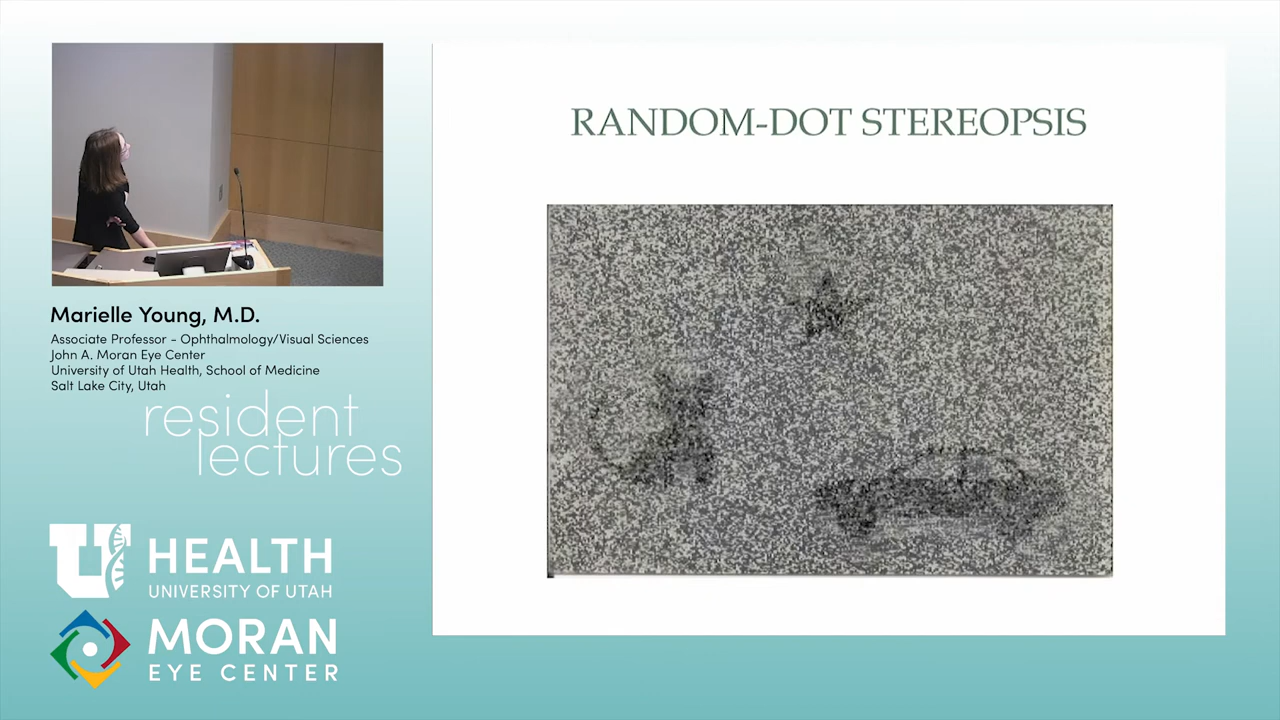 RANDOM-DOT STEREOPSIS
Marielle Young, M.D.
Associate Professor - Ophthalmology/Visual Sciences
John A. Moran Eye Center
University of Utah Health, School of Medicine
Salt Lake City, Utah
resident
lectures
U HEALTH
UNIVERSITY OF UTAH
MORAN
EYE CENTER